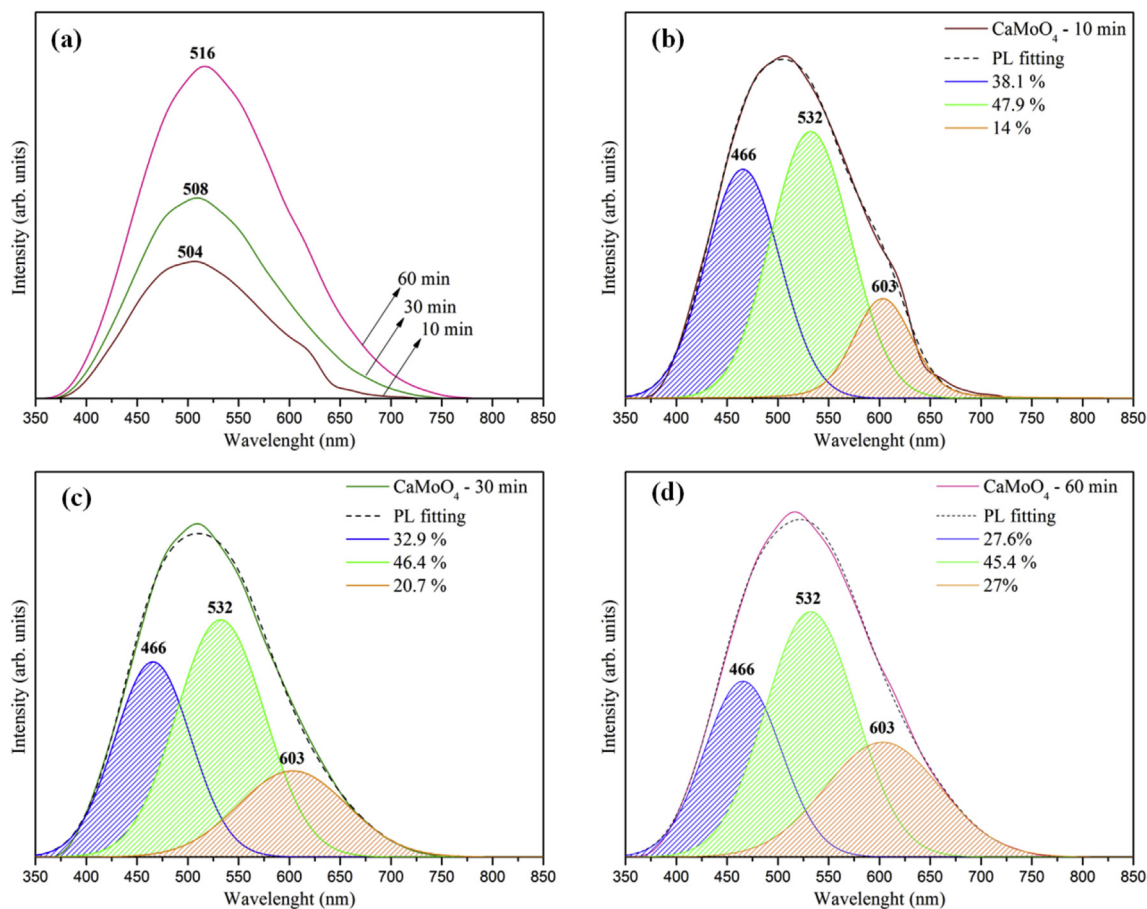 (a)
516
508
504
60 min
30 min
10 min
Intensity (arb. units)
350 400 450 500 550 600 650 700 750 800 850
Wavelenght (nm)
(b)
CaMoO₄ - 10 min
PL fitting
38.1 %
47.9 %
14 %
532
466
603
Intensity (arb. units)
350 400 450 500 550 600 650 700 750 800 850
Wavelenght (nm)
(c)
CaMoO₄ - 30 min
PL fitting
32.9 %
46.4 %
20.7 %
532
466
603
Intensity (arb. units)
350 400 450 500 550 600 650 700 750 800 850
Wavelenght (nm)
(d)
CaMoO₄ - 60 min
PL fitting
27.6%
45.4 %
27%
532
466
603
Intensity (arb. units)
350 400 450 500 550 600 650 700 750 800 850
Wavelenght (nm)